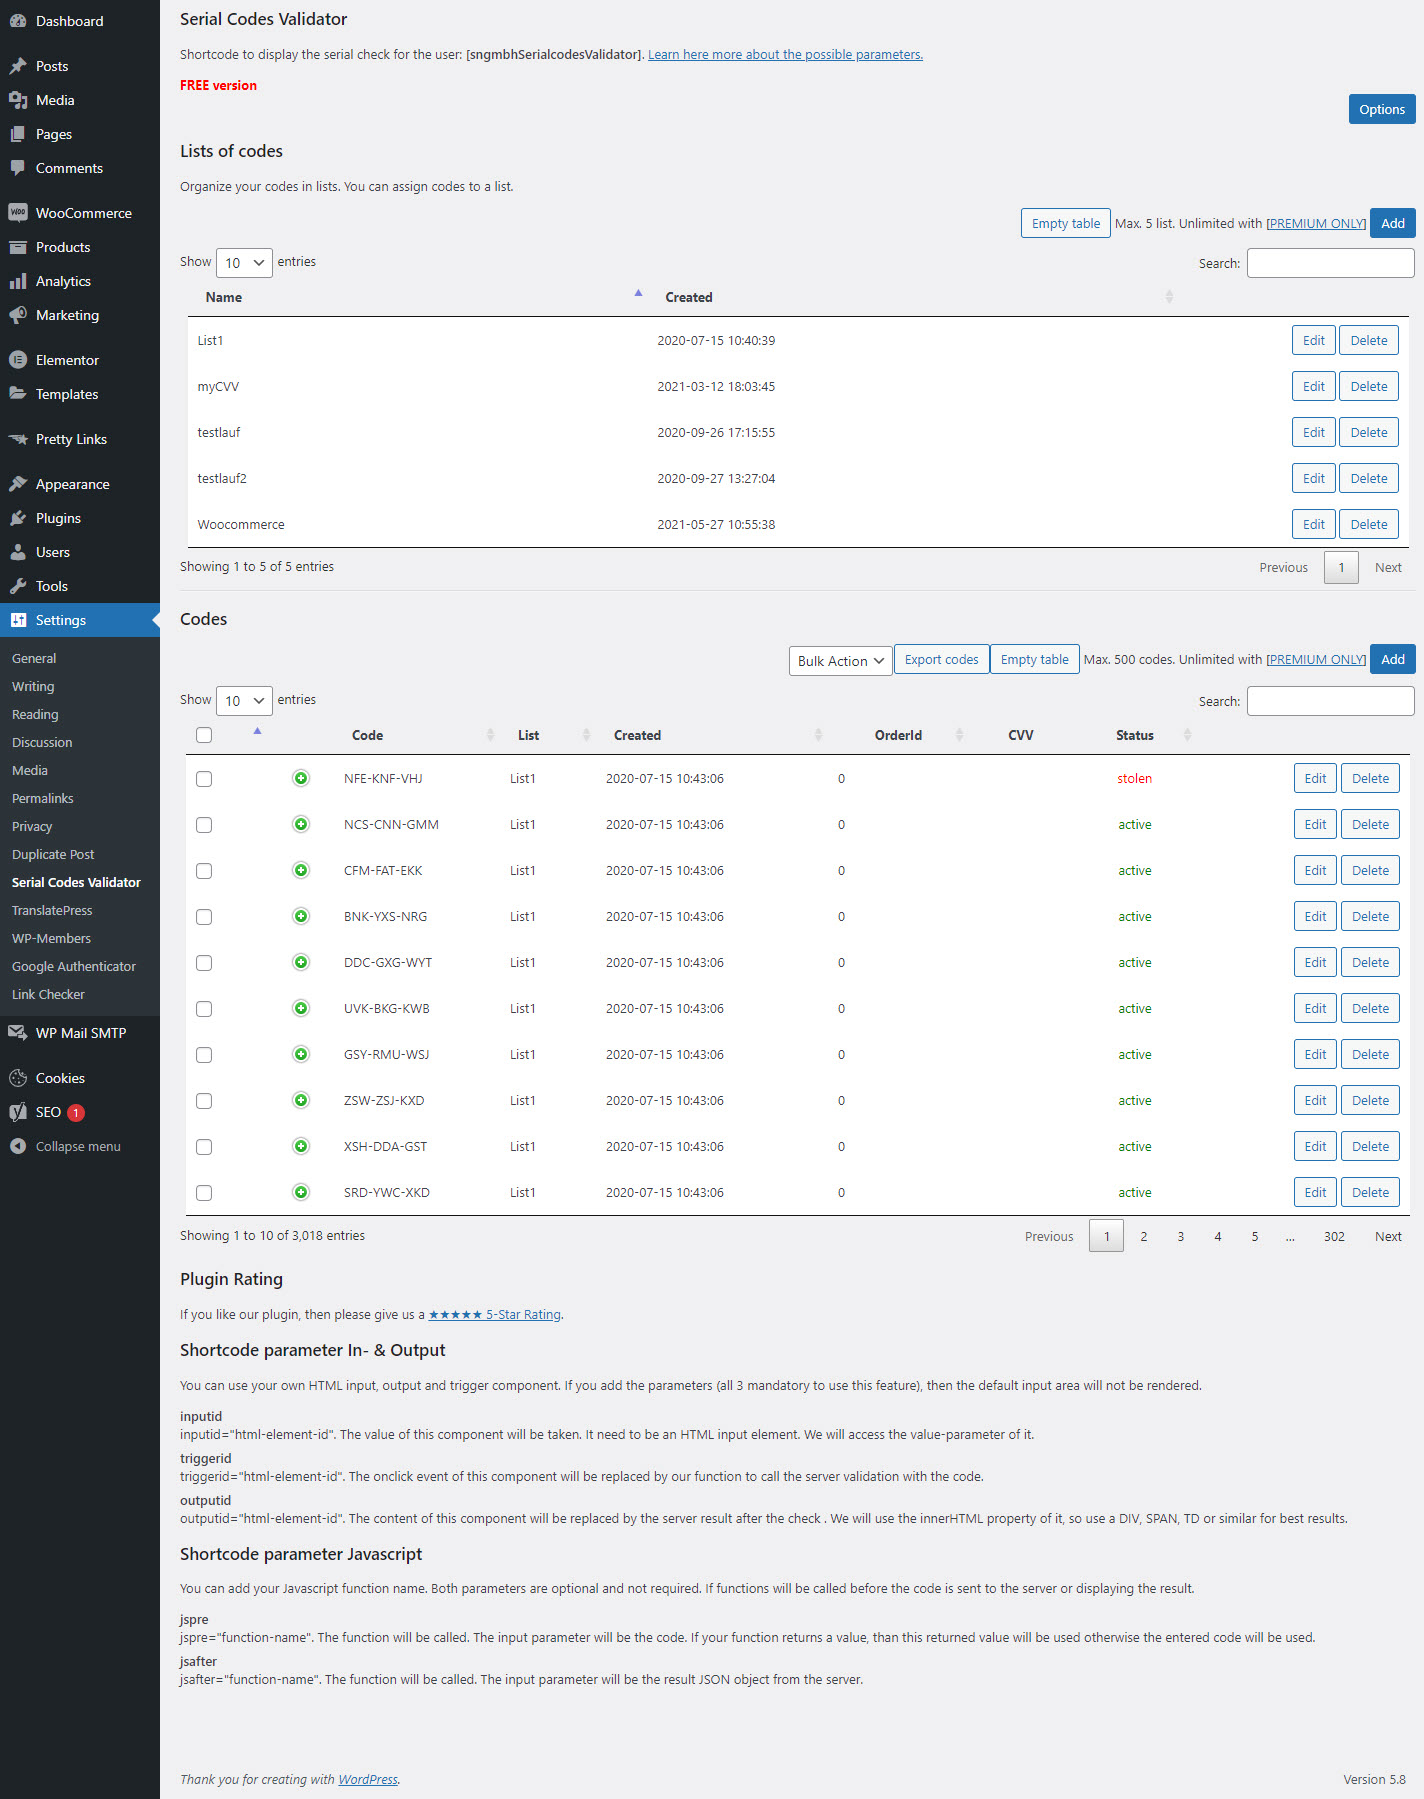 Dashboard
Posts
Media
Pages
Comments
WooCommerce
Products
Analytics
Marketing
Elementor
Templates
Pretty Links
Appearance
Plugins
Users
Tools
Settings
General
Writing
Reading
Discussion
Media
Permalinks
Privacy
Duplicate Post
Serial Codes Validator
TranslatePress
WP-Members
Google Authenticator
Link Checker
WP Mail SMTP
Cookies
SEO 1
Collapse menu
Serial Codes Validator
Shortcode to display the serial check for the user: [sngmbhSerialcodesValidator]. Learn here more about the possible parameters.
FREE version
Options
Lists of codes
Organize your codes in lists. You can assign codes to a list.
Empty table Max. 5 list. Unlimited with [PREMIUM ONLY] Add
Show 10 entries Search:
Name Created
List1 2020-07-15 10:40:39 Edit Delete
myCVV 2021-03-12 18:03:45 Edit Delete
testlauf 2020-09-26 17:15:55 Edit Delete
testlauf2 2020-09-27 13:27:04 Edit Delete
Woocommerce 2021-05-27 10:55:38 Edit Delete
Showing 1 to 5 of 5 entries Previous 1 Next
Codes
Bulk Action Export codes Empty table Max. 500 codes. Unlimited with [PREMIUM ONLY] Add
Show 10 entries Search:
Code List Created OrderId CVV Status
NFE-KNF-VHJ List1 2020-07-15 10:43:06 0 stolen Edit Delete
NCS-CNN-GMM List1 2020-07-15 10:43:06 0 active Edit Delete
CFM-FAT-EKK List1 2020-07-15 10:43:06 0 active Edit Delete
BNK-YXS-NRG List1 2020-07-15 10:43:06 0 active Edit Delete
DDC-GXG-WYT List1 2020-07-15 10:43:06 0 active Edit Delete
UVK-BKG-KWB List1 2020-07-15 10:43:06 0 active Edit Delete
GSY-RMU-WSJ List1 2020-07-15 10:43:06 0 active Edit Delete
ZSW-ZSJ-KXD List1 2020-07-15 10:43:06 0 active Edit Delete
XSH-DDA-GST List1 2020-07-15 10:43:06 0 active Edit Delete
SRD-YWC-XKD List1 2020-07-15 10:43:06 0 active Edit Delete
Showing 1 to 10 of 3,018 entries Previous 1 2 3 4 5 ... 302 Next
Plugin Rating
If you like our plugin, then please give us a ★★★★★ 5-Star Rating.
Shortcode parameter In- & Output
You can use your own HTML input, output and trigger component. If you add the parameters (all 3 mandatory to use this feature), then the default input area will not be rendered.
inputid
inputid="html-element-id". The value of this component will be taken. It need to be an HTML input element. We will access the value-parameter of it.
triggerid
triggerid="html-element-id". The onclick event of this component will be replaced by our function to call the server validation with the code.
outputid
outputid="html-element-id". The content of this component will be replaced by the server result after the check . We will use the innerHTML property of it, so use a DIV, SPAN, TD or similar for best results.
Shortcode parameter Javascript
You can add your Javascript function name. Both parameters are optional and not required. If functions will be called before the code is sent to the server or displaying the result.
jspre
jspre="function-name". The function will be called. The input parameter will be the code. If your function returns a value, than this returned value will be used otherwise the entered code will be used.
jsafter
jsafter="function-name". The function will be called. The input parameter will be the result JSON object from the server.
Thank you for creating with WordPress. Version 5.8